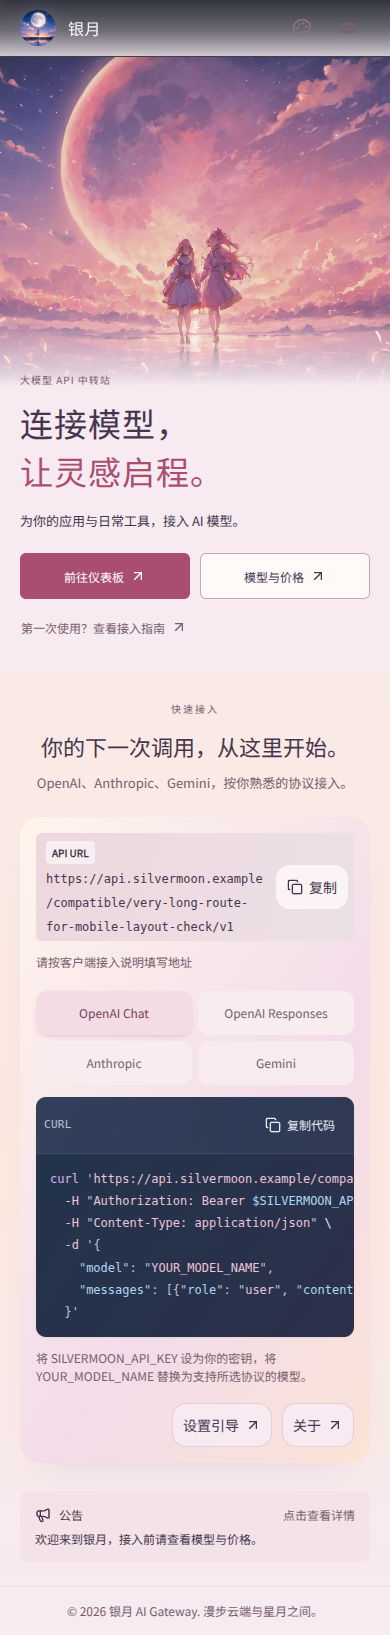 银月
大模型 API 中转站
连接模型，
让灵感启程。
为你的应用与日常工具，接入 AI 模型。
前往仪表板
模型与价格
第一次使用？查看接入指南
快速接入
你的下一次调用，从这里开始。
OpenAI、Anthropic、Gemini，按你熟悉的协议接入。
API URL
https://api.silvermoon.example
/compatible/very-long-route-
for-mobile-layout-check/v1
复制
请按客户端接入说明填写地址
OpenAI Chat
OpenAI Responses
Anthropic
Gemini
CURL
复制代码
curl 'https://api.silvermoon.example/compa
-H "Authorization: Bearer $SILVERMOON_AP
-H "Content-Type: application/json" \
-d '{
"model": "YOUR_MODEL_NAME",
"messages": [{"role": "user", "content
}'
将 SILVERMOON_API_KEY 设为你的密钥，将
YOUR_MODEL_NAME 替换为支持所选协议的模型。
设置引导
关于
公告
点击查看详情
欢迎来到银月，接入前请查看模型与价格。
© 2026 银月 AI Gateway. 漫步云端与星月之间。